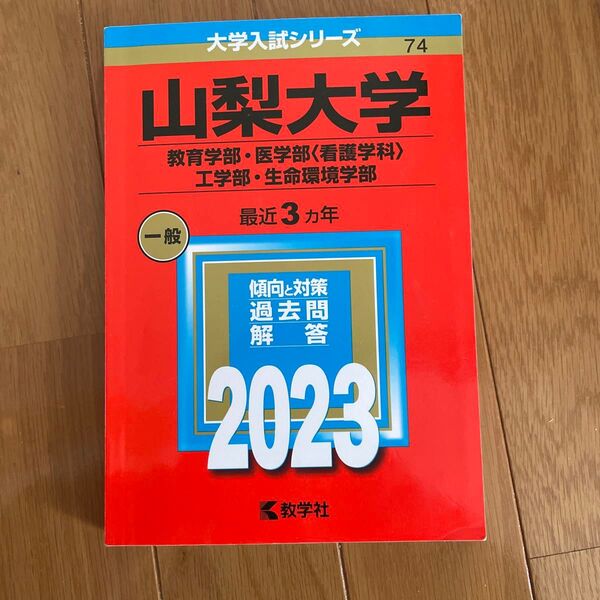 大学入試シリーズ
74
山梨大学
教育学部・医学部〈看護学科〉
工学部・生命環境学部
最近3ヵ年
一般
傾向と対策
過去問
解答
2023
教学社